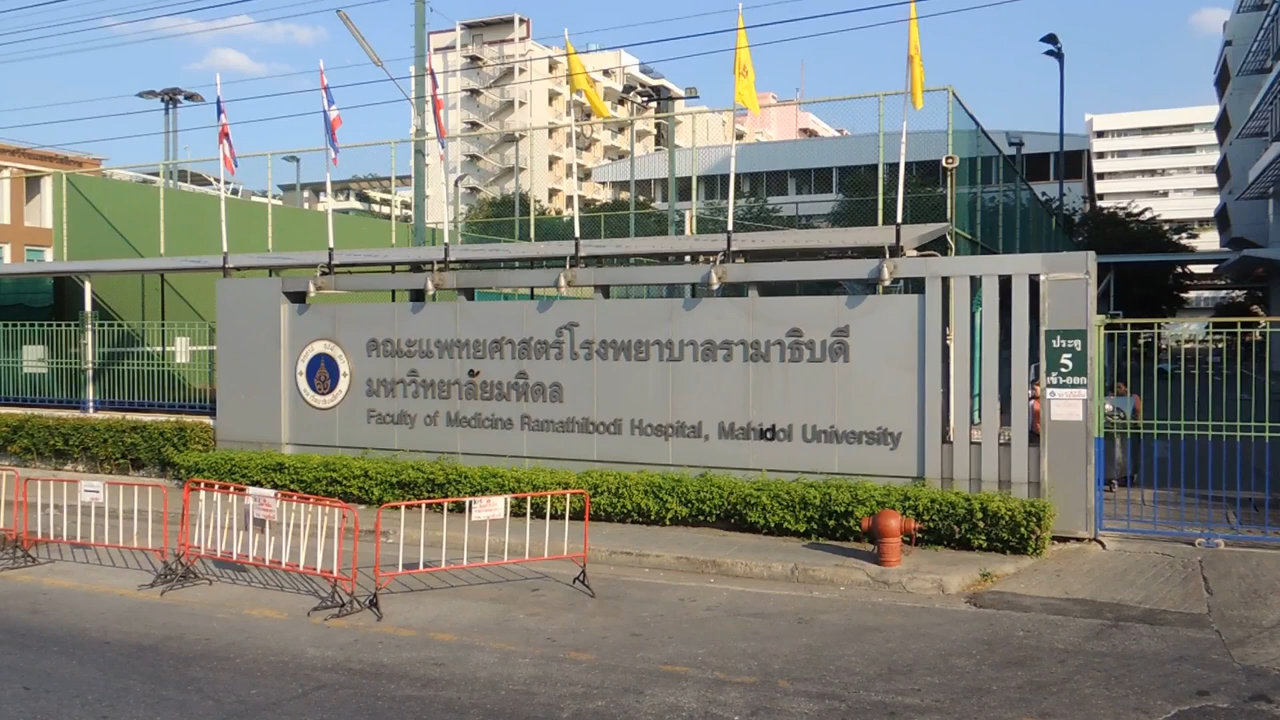 คณะแพทยศาสตร์โรงพยาบาลรามาธิบดี
มหาวิทยาลัยมหิดล
Faculty of Medicine Ramathibodi Hospital, Mahidol University
ประตู
5
เข้า-ออก